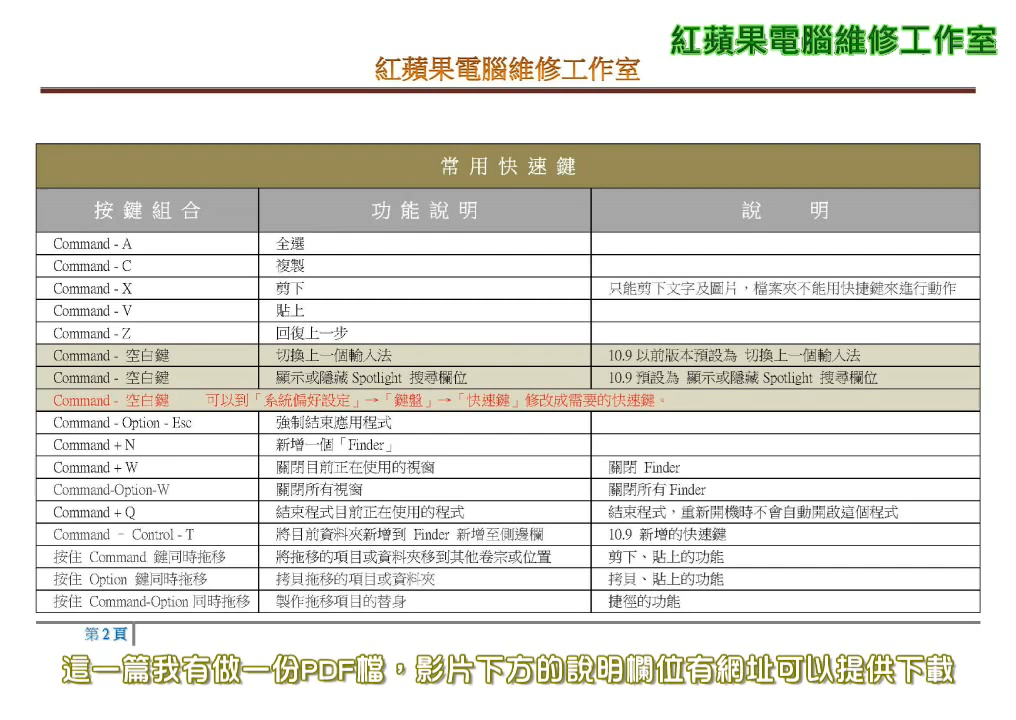 紅蘋果電腦維修工作室
紅蘋果電腦維修工作室
常用快速鍵
按鍵組合 功能說明 說 明
Command - A 全選
Command - C 複製
Command - X 剪下 只能剪下文字及圖片，檔案夾不能用快捷鍵來進行動作
Command - V 貼上
Command - Z 回復上一步
Command - 空白鍵 切換上一個輸入法 10.9 以前版本預設為 切換上一個輸入法
Command - 空白鍵 顯示或隱藏 Spotlight 搜尋欄位 10.9 預設為 顯示或隱藏 Spotlight 搜尋欄位
Command - 空白鍵 可以到「系統偏好設定」→「鍵盤」→「快速鍵」修改成需要的快速鍵。
Command - Option - Esc 強制結束應用程式
Command + N 新增一個「Finder」
Command + W 關閉目前正在使用的視窗 關閉 Finder
Command-Option-W 關閉所有視窗 關閉所有 Finder
Command + Q 結束程式目前正在使用的程式 結束程式，重新開機時不會自動開啟這個程式
Command – Control - T 將目前資料夾新增到 Finder 新增至側邊欄 10.9 新增的快速鍵
按住 Command 鍵同時拖移 將拖移的項目或資料夾移到其他卷宗或位置 剪下、貼上的功能
按住 Option 鍵同時拖移 拷貝拖移的項目或資料夾 拷貝、貼上的功能
按住 Command-Option 同時拖移 製作拖移項目的替身 捷徑的功能
第 2 頁
這一篇我有做一份PDF檔，影片下方的說明欄位有網址可以提供下載